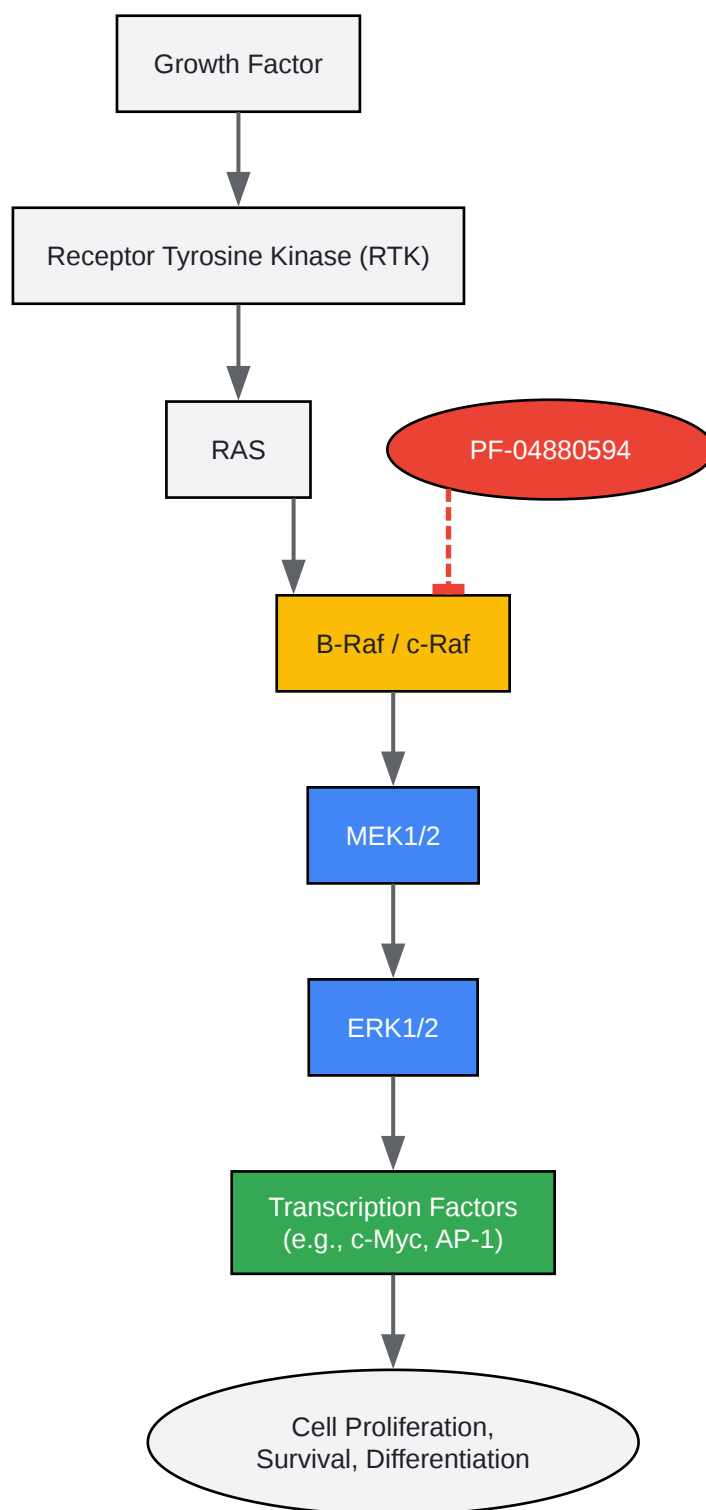 Growth Factor
Receptor Tyrosine Kinase (RTK)
RAS
PF-04880594
B-Raf / c-Raf
MEK1/2
ERK1/2
Transcription Factors
(e.g., c-Myc, AP-1)
Cell Proliferation,
Survival, Differentiation